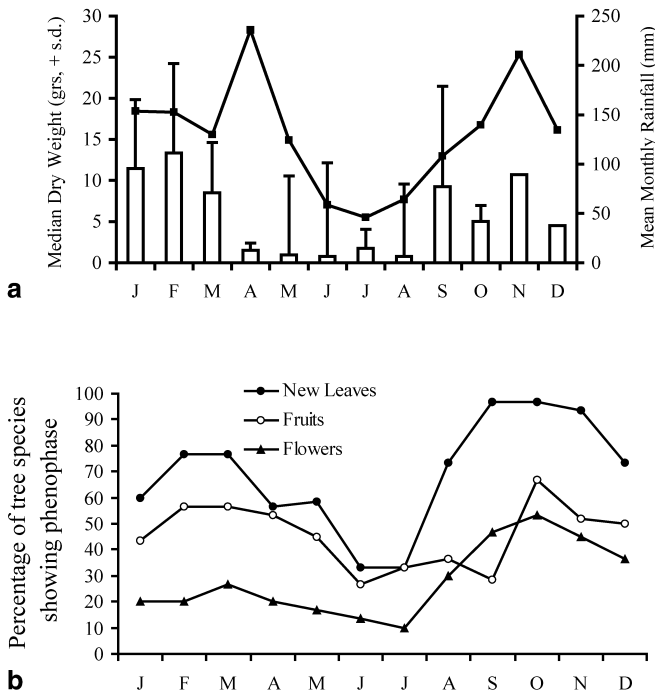 Median Dry Weight (grs, + s.d.)
30
25
20
15
10
5
0
250
200
150
100
50
0
Mean Monthly Rainfall (mm)
J F M A M J J A S O N D
a
Percentage of tree species
showing phenophase
100
90
80
70
60
50
40
30
20
10
0
New Leaves
Fruits
Flowers
J F M A M J J A S O N D
b